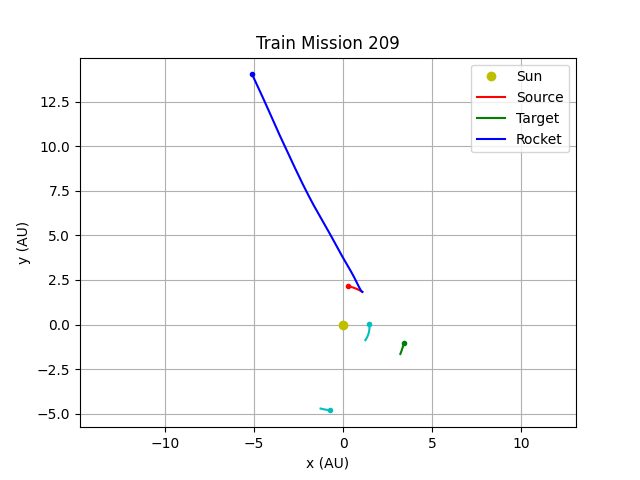 Train Mission 209
Sun
Source
Target
Rocket
12.5
10.0
7.5
5.0
2.5
0.0
−2.5
−5.0
y (AU)
−10
−5
0
5
10
x (AU)